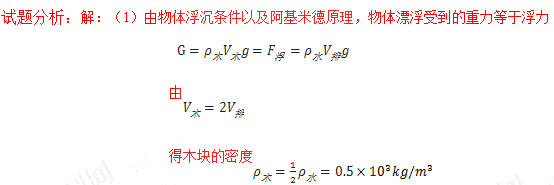 试题分析：解：（1）由物体浮沉条件以及阿基米德原理，物体漂浮受到的重力等于浮力
G = ρ木V木g = F浮 = ρ水V排g
由 V木 = 2V排
得木块的密度 ρ木 = 1/2 ρ水 = 0.5 × 10³kg/m³